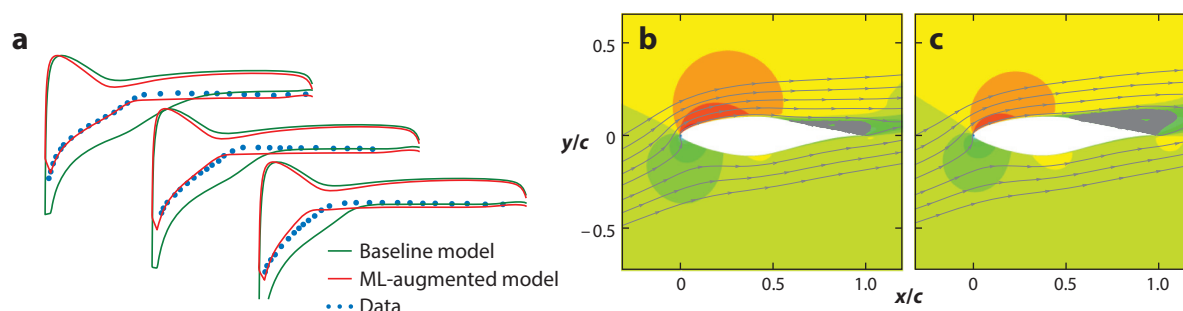 a
Baseline model
ML-augmented model
Data
b
c
0.5
0
−0.5
y/c
0 0.5 1.0
0 0.5 1.0
x/c